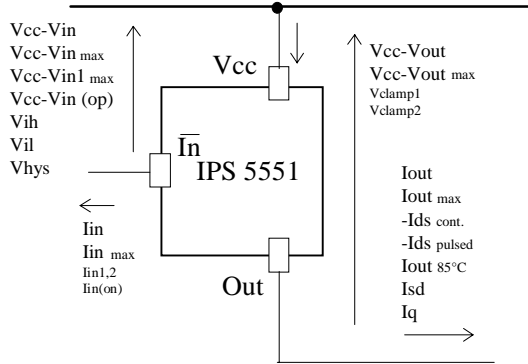 Vcc-Vin
Vcc-Vin max
Vcc-Vin1 max
Vcc-Vin (op)
Vih
Vil
Vhys
Vcc
Vcc-Vout
Vcc-Vout max
Vclamp1
Vclamp2
In
IPS 5551
Iin
Iin max
Iin1,2
Iin(on)
Out
Iout
Iout max
-Ids cont.
-Ids pulsed
Iout 85°C
Isd
Iq